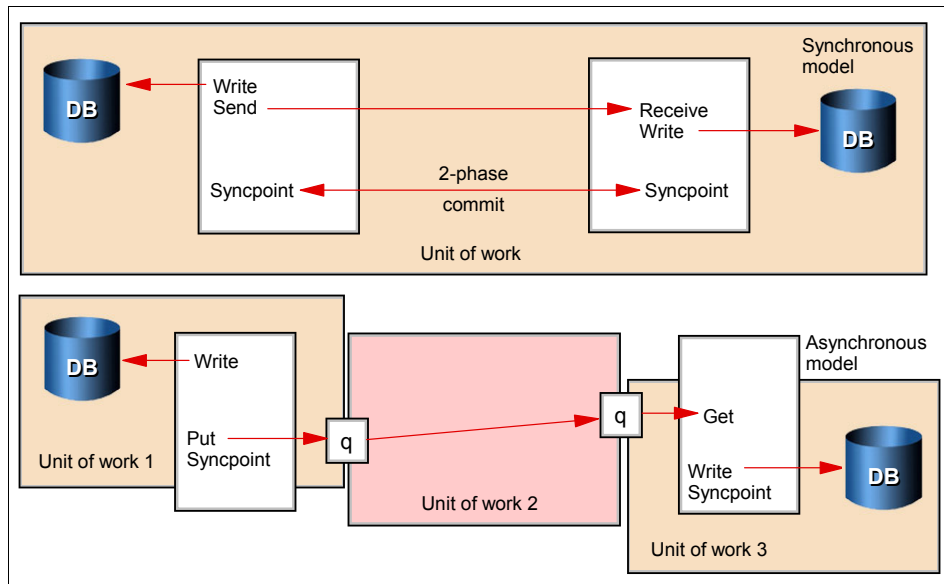 Synchronous
model
DB
Write
Send
Receive
Write
DB
Syncpoint
2-phase
commit
Syncpoint
Unit of work
DB
Write
Put
Syncpoint
Unit of work 1
q
Unit of work 2
q
Asynchronous
model
Get
Write
Syncpoint
DB
Unit of work 3